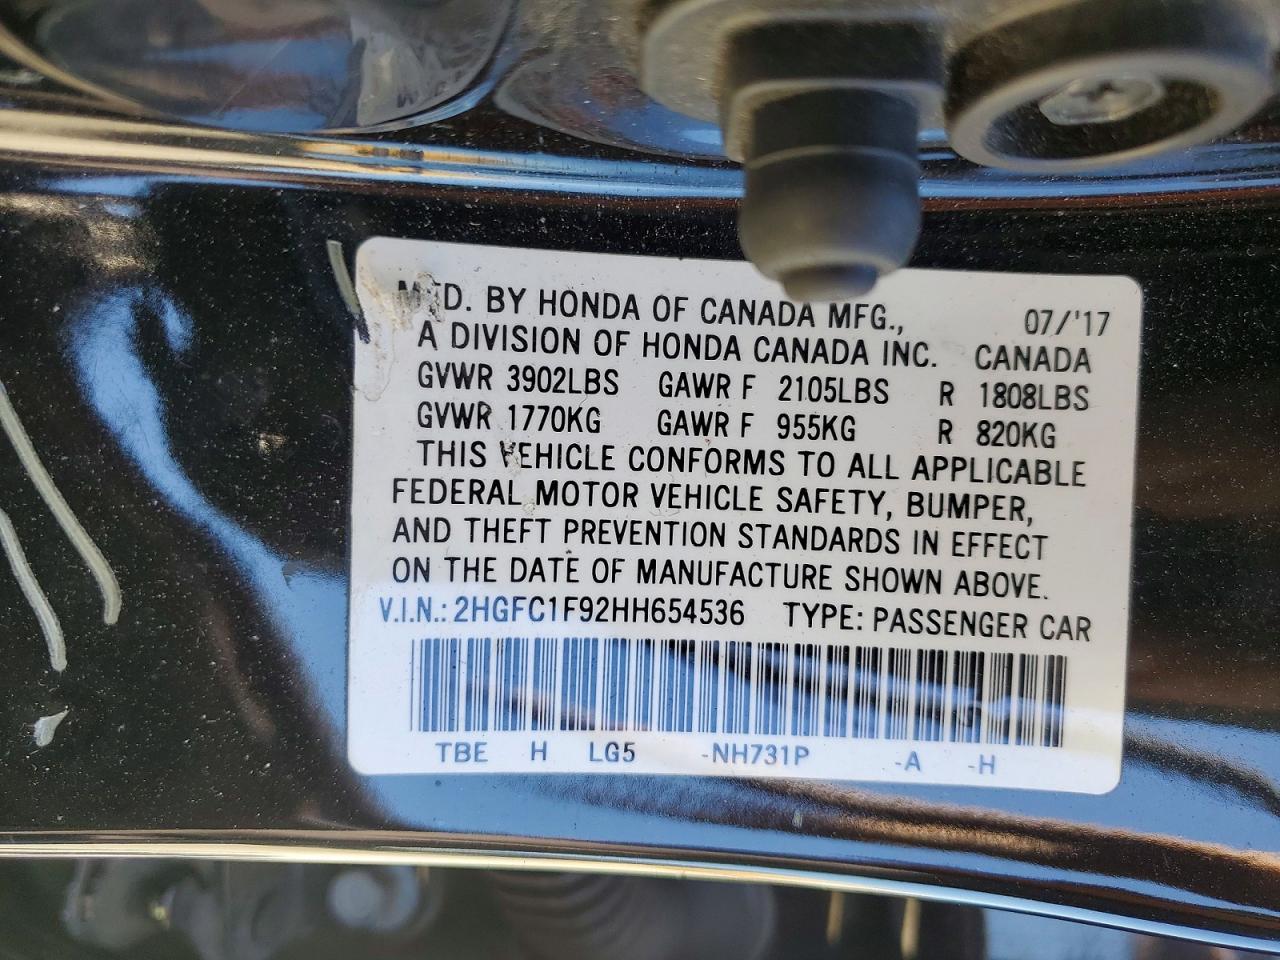 MFD. BY HONDA OF CANADA MFG., 07/'17
A DIVISION OF HONDA CANADA INC. CANADA
GVWR 3902LBS GAWR F 2105LBS R 1808LBS
GVWR 1770KG GAWR F 955KG R 820KG
THIS VEHICLE CONFORMS TO ALL APPLICABLE
FEDERAL MOTOR VEHICLE SAFETY, BUMPER,
AND THEFT PREVENTION STANDARDS IN EFFECT
ON THE DATE OF MANUFACTURE SHOWN ABOVE.
V.I.N.: 2HGFC1F92HH654536 TYPE: PASSENGER CAR
TBE H LG5 -NH731P -A -H